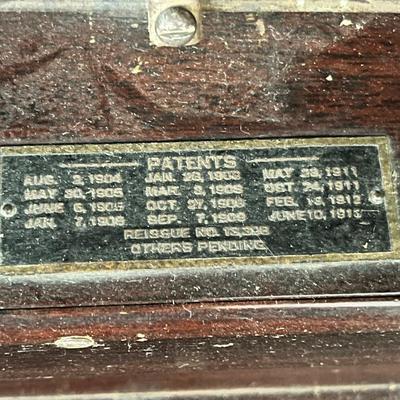 PATENTS
AUG. 2, 1904 JAN. 28, 1908 MAY 23, 1911
MAY 30, 1905 MAR. 3, 1908 OCT 24, 1911
JUNE 6, 1905 OCT 27, 1908 FEB. 13, 1912
JAN. 7, 1908 SEP. 7, 1909 JUNE 10, 1913
REISSUE NO.
OTHERS PENDING